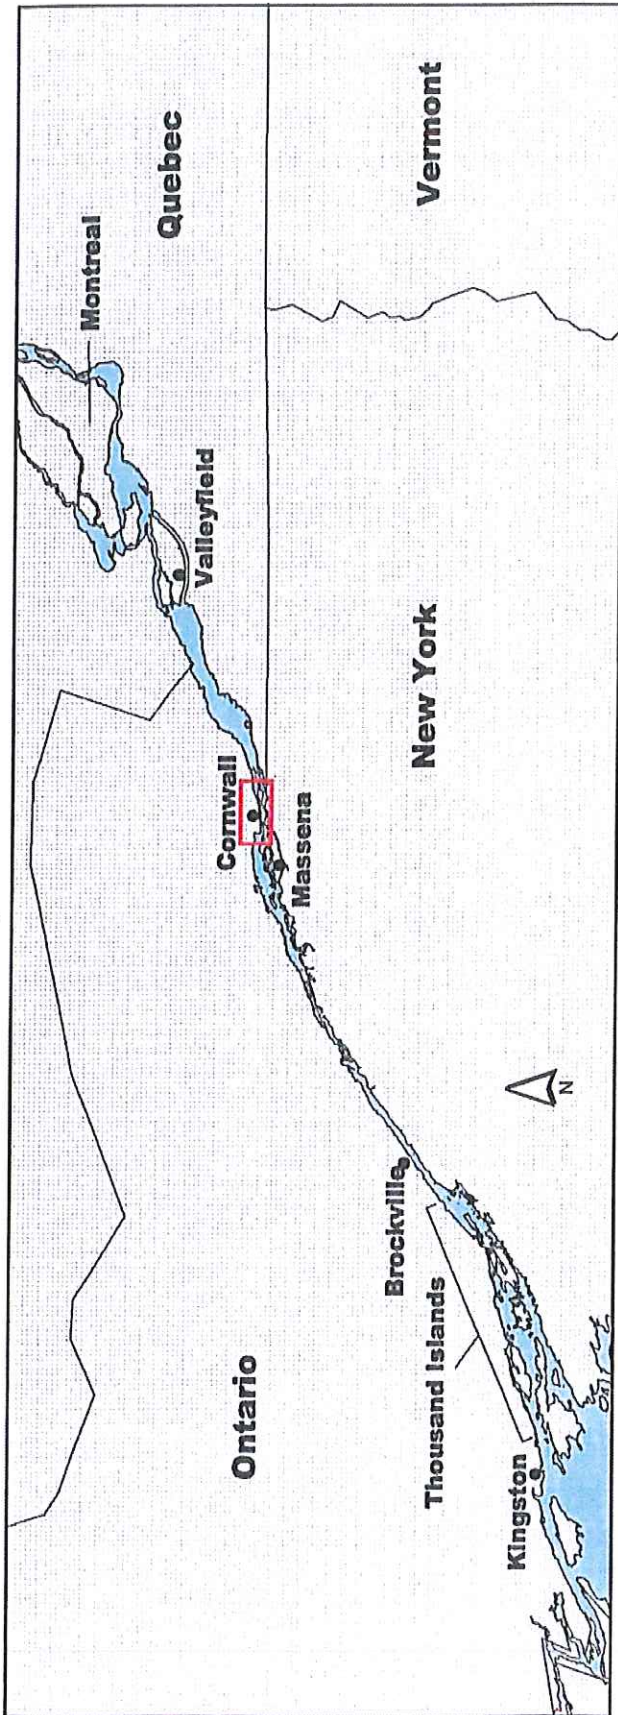 Quebec
Montreal
Vermont
Valleyfield
Cornwall
Massena
New York
N
Brockville
Thousand Islands
Ontario
Kingston